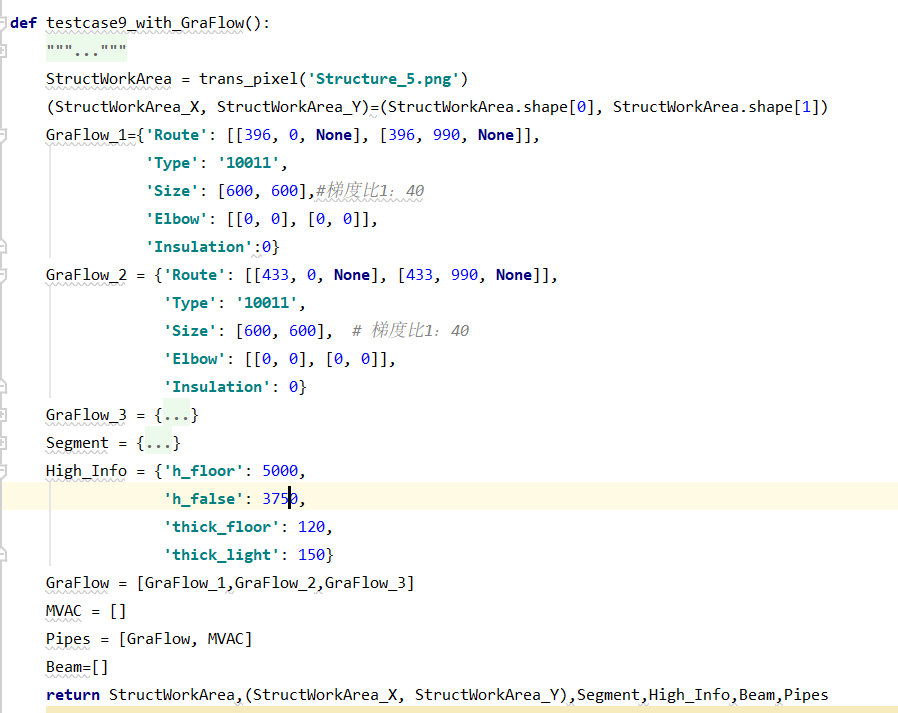 def testcase9_with_GraFlow():
    """..."""
    StructWorkArea = trans_pixel('Structure_5.png')
    (StructWorkArea_X, StructWorkArea_Y)=(StructWorkArea.shape[0], StructWorkArea.shape[1])
    GraFlow_1={'Route': [[396, 0, None], [396, 990, None]],
               'Type': '10011',
               'Size': [600, 600],#梯度比1：40
               'Elbow': [[0, 0], [0, 0]],
               'Insulation':0}
    GraFlow_2 = {'Route': [[433, 0, None], [433, 990, None]],
                 'Type': '10011',
                 'Size': [600, 600],  # 梯度比1：40
                 'Elbow': [[0, 0], [0, 0]],
                 'Insulation': 0}
    GraFlow_3 = {...}
    Segment = {...}
    High_Info = {'h_floor': 5000,
                 'h_false': 3750,
                 'thick_floor': 120,
                 'thick_light': 150}
    GraFlow = [GraFlow_1,GraFlow_2,GraFlow_3]
    MVAC = []
    Pipes = [GraFlow, MVAC]
    Beam=[]
    return StructWorkArea,(StructWorkArea_X, StructWorkArea_Y),Segment,High_Info,Beam,Pipes